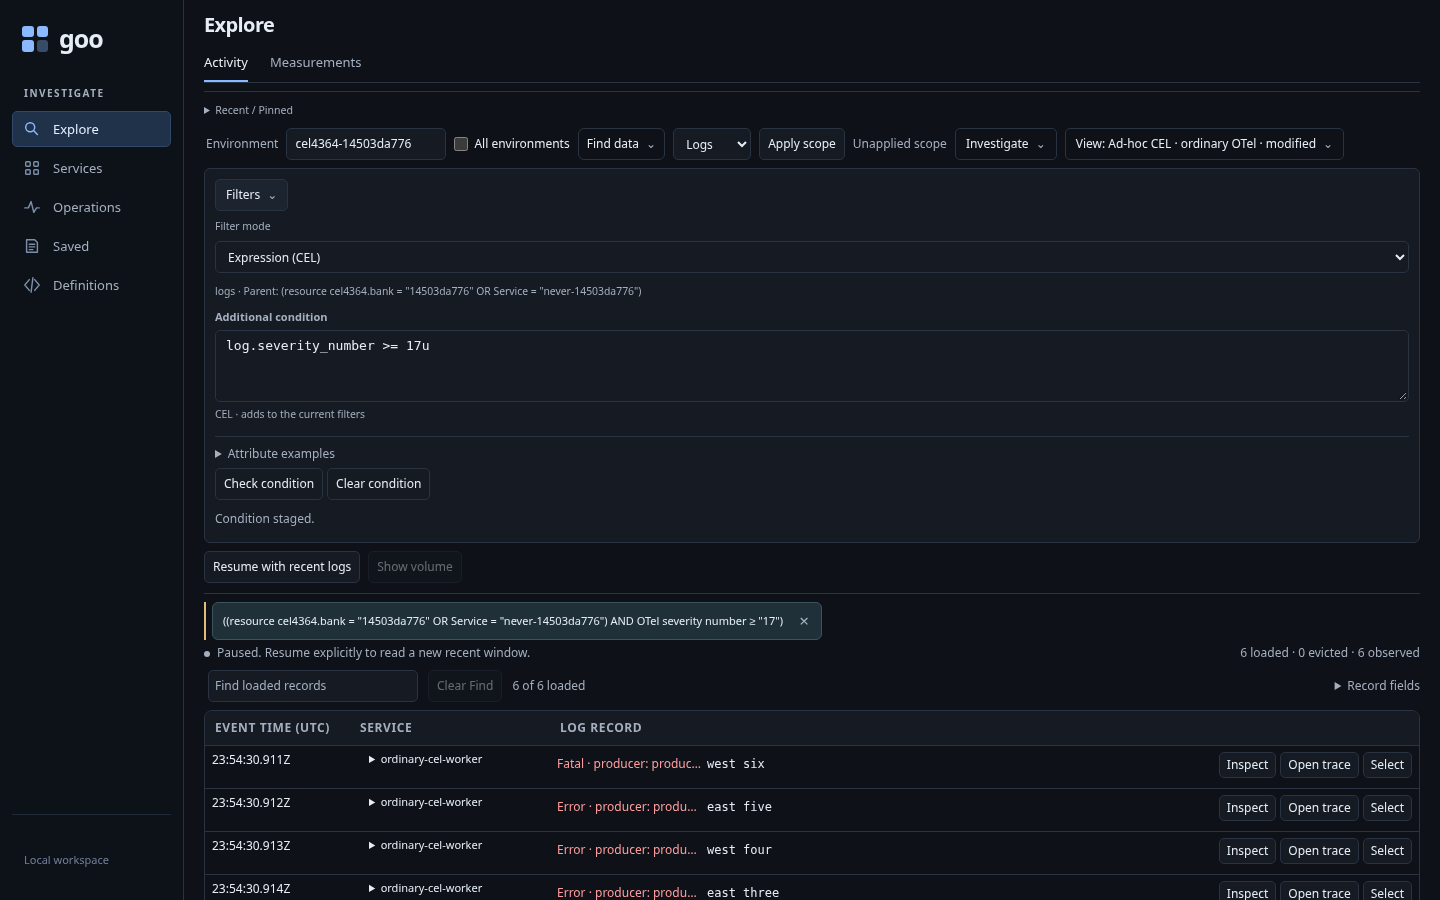 goo
INVESTIGATE
Explore
Services
Operations
Saved
Definitions
Local workspace
Explore
Activity Measurements
Recent / Pinned
Environment cel4364-14503da776 All environments Find data Logs Apply scope Unapplied scope Investigate View: Ad-hoc CEL · ordinary OTel · modified
Filters
Filter mode
Expression (CEL)
logs · Parent: (resource cel4364.bank = "14503da776" OR Service = "never-14503da776")
Additional condition
log.severity_number >= 17u
CEL · adds to the current filters
Attribute examples
Check condition Clear condition
Condition staged.
Resume with recent logs Show volume
((resource cel4364.bank = "14503da776" OR Service = "never-14503da776") AND OTel severity number ≥ "17") ×
Paused. Resume explicitly to read a new recent window. 6 loaded · 0 evicted · 6 observed
Find loaded records Clear Find 6 of 6 loaded Record fields
EVENT TIME (UTC) SERVICE LOG RECORD
23:54:30.911Z ordinary-cel-worker Fatal · producer: produc... west six Inspect Open trace Select
23:54:30.912Z ordinary-cel-worker Error · producer: produ... east five Inspect Open trace Select
23:54:30.913Z ordinary-cel-worker Error · producer: produ... west four Inspect Open trace Select
23:54:30.914Z ordinary-cel-worker Error · producer: produ... east three Inspect Open trace Select